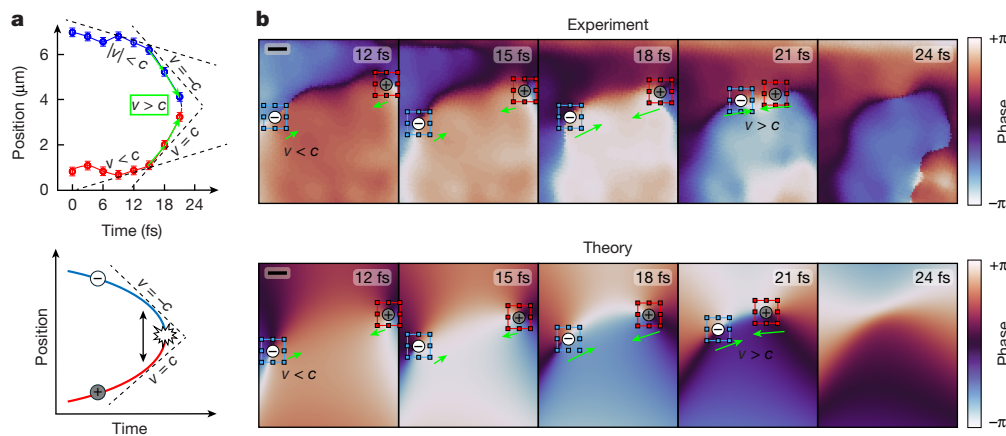 a
Position (μm)
6
4
2
0
|v| < c
v = −c
v > c
v < c
v = c
0 6 12 18 24
Time (fs)
Position
−
v = −c
v = c
+
Time
b
Experiment
12 fs 15 fs 18 fs 21 fs 24 fs
+ + + − +
− − −
v < c v > c
+π
Phase
−π
Theory
12 fs 15 fs 18 fs 21 fs 24 fs
+ + + +
− − − −
v < c v > c
+π
Phase
−π